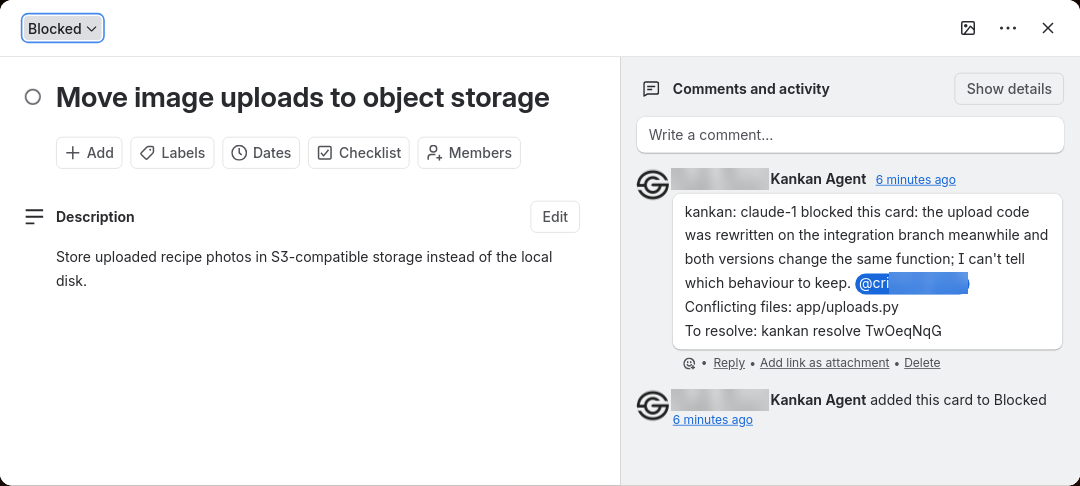 Blocked
Move image uploads to object storage
Add
Labels
Dates
Checklist
Members
Description
Edit
Store uploaded recipe photos in S3-compatible storage instead of the local
disk.
Comments and activity
Show details
Write a comment...
Kankan Agent 6 minutes ago
kankan: claude-1 blocked this card: the upload code
was rewritten on the integration branch meanwhile and
both versions change the same function; I can't tell
which behaviour to keep. @cri
Conflicting files: app/uploads.py
To resolve: kankan resolve TwOeqNqG
• Reply • Add link as attachment • Delete
Kankan Agent added this card to Blocked
6 minutes ago